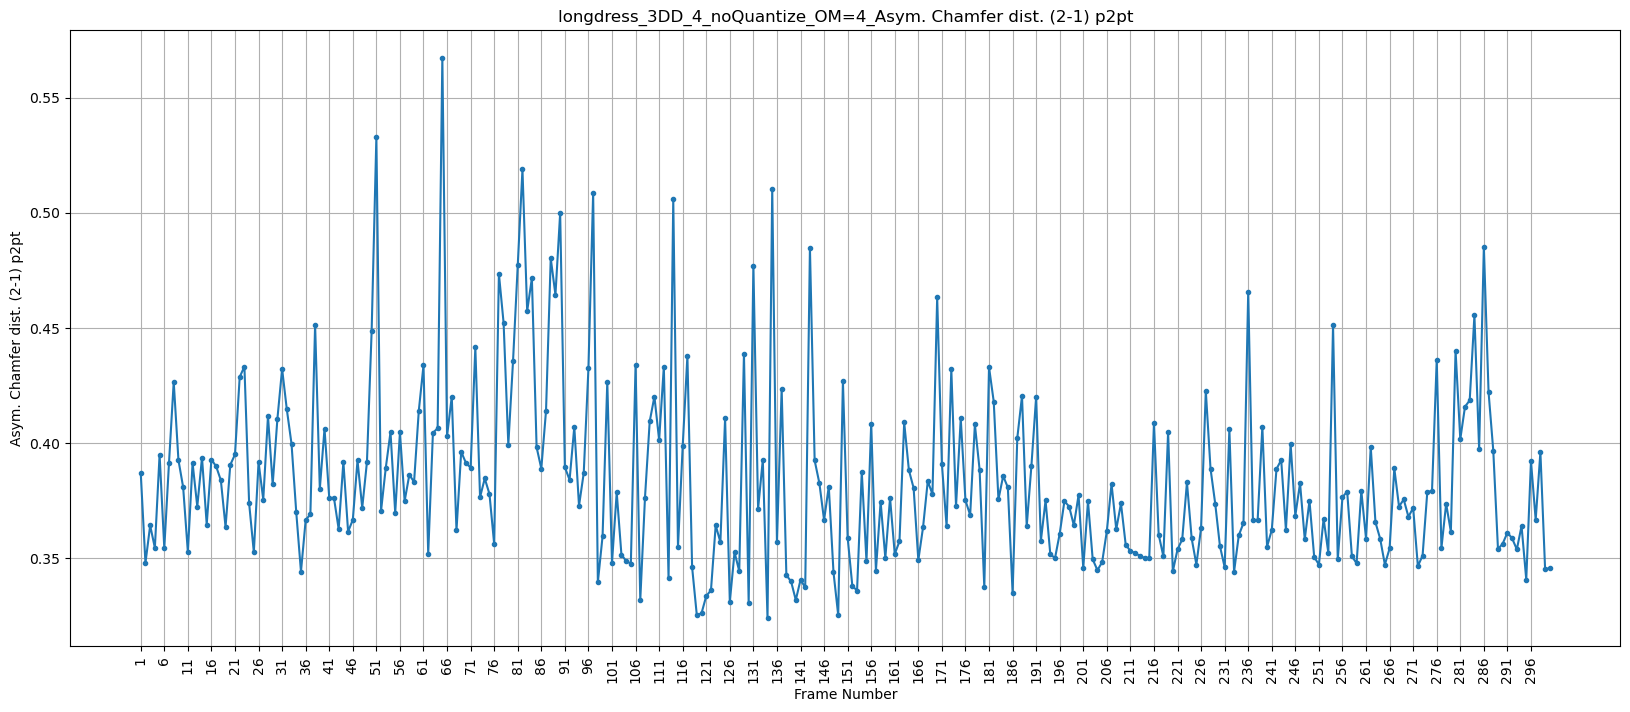 longdress_3DD_4_noQuantize_OM=4_Asym. Chamfer dist. (2-1) p2pt
Asym. Chamfer dist. (2-1) p2pt
0.55
0.50
0.45
0.40
0.35
1 6 11 16 21 26 31 36 41 46 51 56 61 66 71 76 81 86 91 96 101 106 111 116 121 126 131 136 141 146 151 156 161 166 171 176 181 186 191 196 201 206 211 216 221 226 231 236 241 246 251 256 261 266 271 276 281 286 291 296
Frame Number